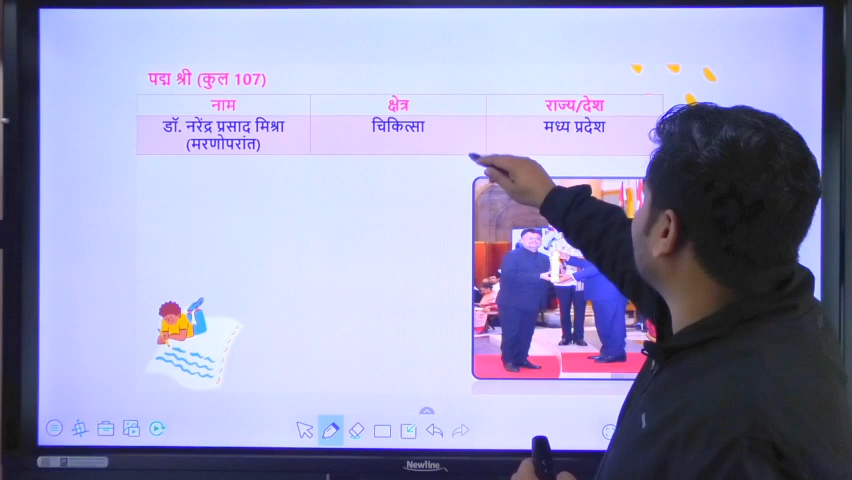 पद्म श्री (कुल 107)
नाम क्षेत्र राज्य/देश
डॉ. नरेंद्र प्रसाद मिश्रा चिकित्सा मध्य प्रदेश
(मरणोपरांत)
Newline